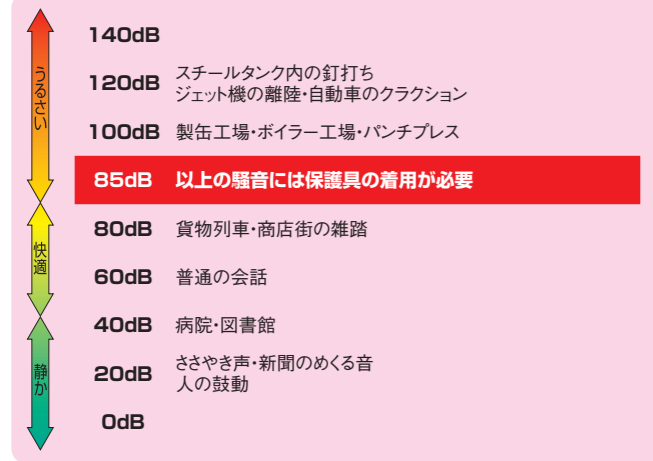 うるさい
快適
静か
140dB
120dB スチールタンク内の釘打ち
ジェット機の離陸・自動車のクラクション
100dB 製缶工場・ボイラー工場・パンチプレス
85dB 以上の騒音には保護具の着用が必要
80dB 貨物列車・商店街の雑踏
60dB 普通の会話
40dB 病院・図書館
20dB ささやき声・新聞のめくる音
人の鼓動
0dB